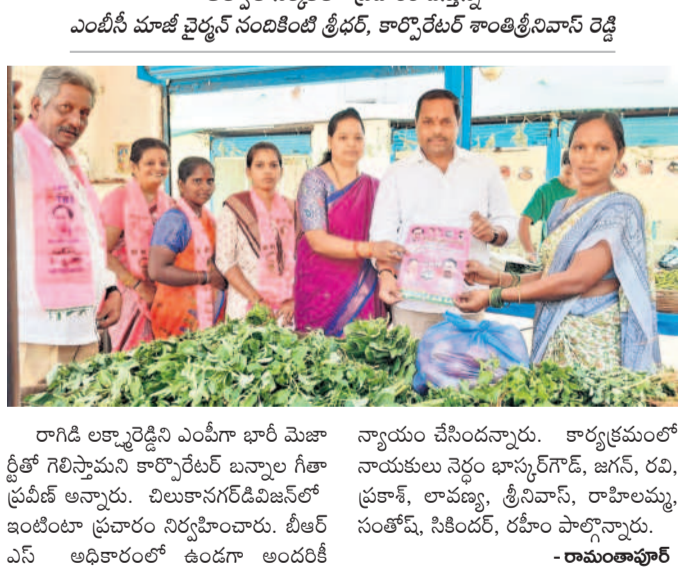 ఎంబీసీ మాజీ చైర్మన్ నందికింటి శ్రీధర్, కార్పొరేటర్ శాంతిశ్రీనివాస్ రెడ్డి
రాగిడి లక్ష్మారెడ్డిని ఎంపీగా భారీ మెజా
ర్టీతో గెలిస్తామని కార్పొరేటర్ బన్నాల గీతా
ప్రవీణ్ అన్నారు. చిలుకానగర్‌డివిజన్‌లో
ఇంటింటా ప్రచారం నిర్వహించారు. బీఆర్
ఎస్ అధికారంలో ఉండగా అందరికీ
న్యాయం చేసిందన్నారు. కార్యక్రమంలో
నాయకులు నెర్ధం భాస్కర్‌గౌడ్, జగన్, రవి,
ప్రకాశ్, లావణ్య, శ్రీనివాస్, రాహిలమ్మ,
సంతోష్, సికిందర్, రహీం పాల్గొన్నారు.
- రామంతాపూర్